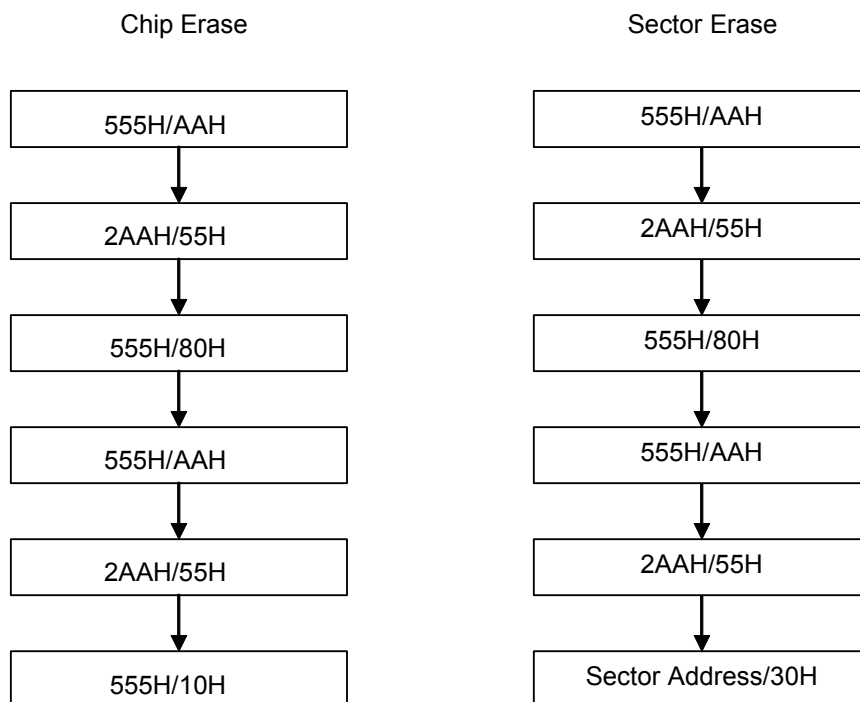 Chip Erase
555H/AAH
2AAH/55H
555H/80H
555H/AAH
2AAH/55H
555H/10H
Sector Erase
555H/AAH
2AAH/55H
555H/80H
555H/AAH
2AAH/55H
Sector Address/30H